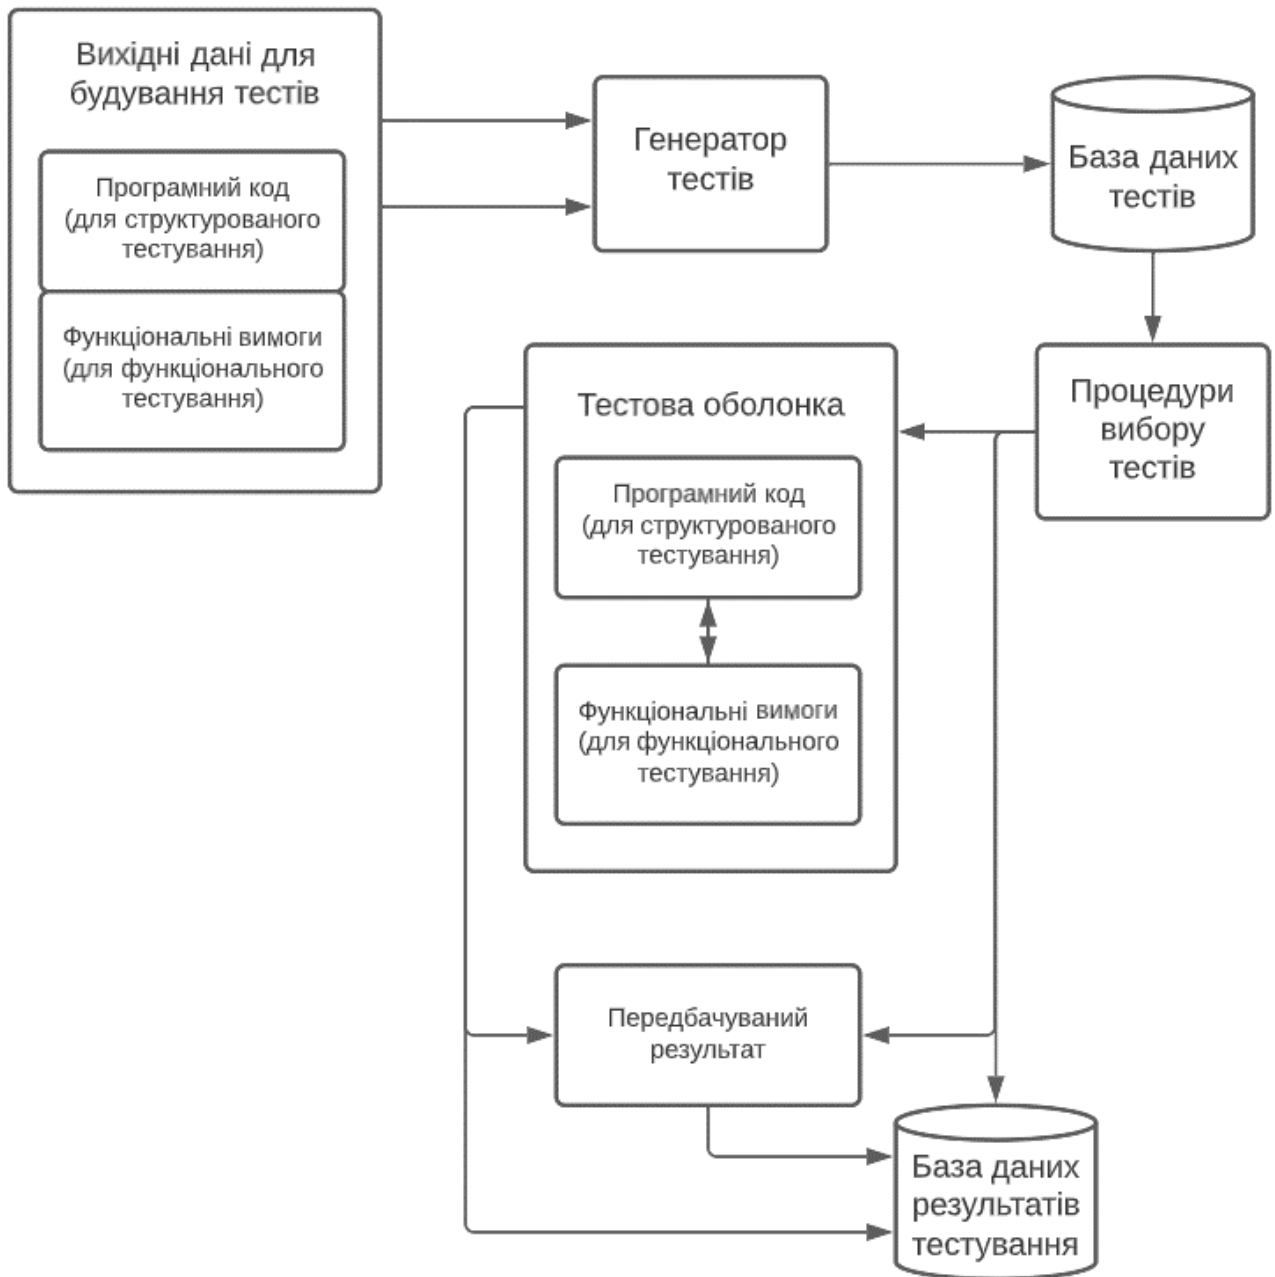 Вихідні дані для
будування тестів
Програмний код
(для структурованого
тестування)
Функціональні вимоги
(для функціонального
тестування)
Генератор
тестів
База даних
тестів
Процедури
вибору
тестів
Тестова оболонка
Програмний код
(для структурованого
тестування)
Функціональні вимоги
(для функціонального
тестування)
Передбачуваний
результат
База даних
результатів
тестування